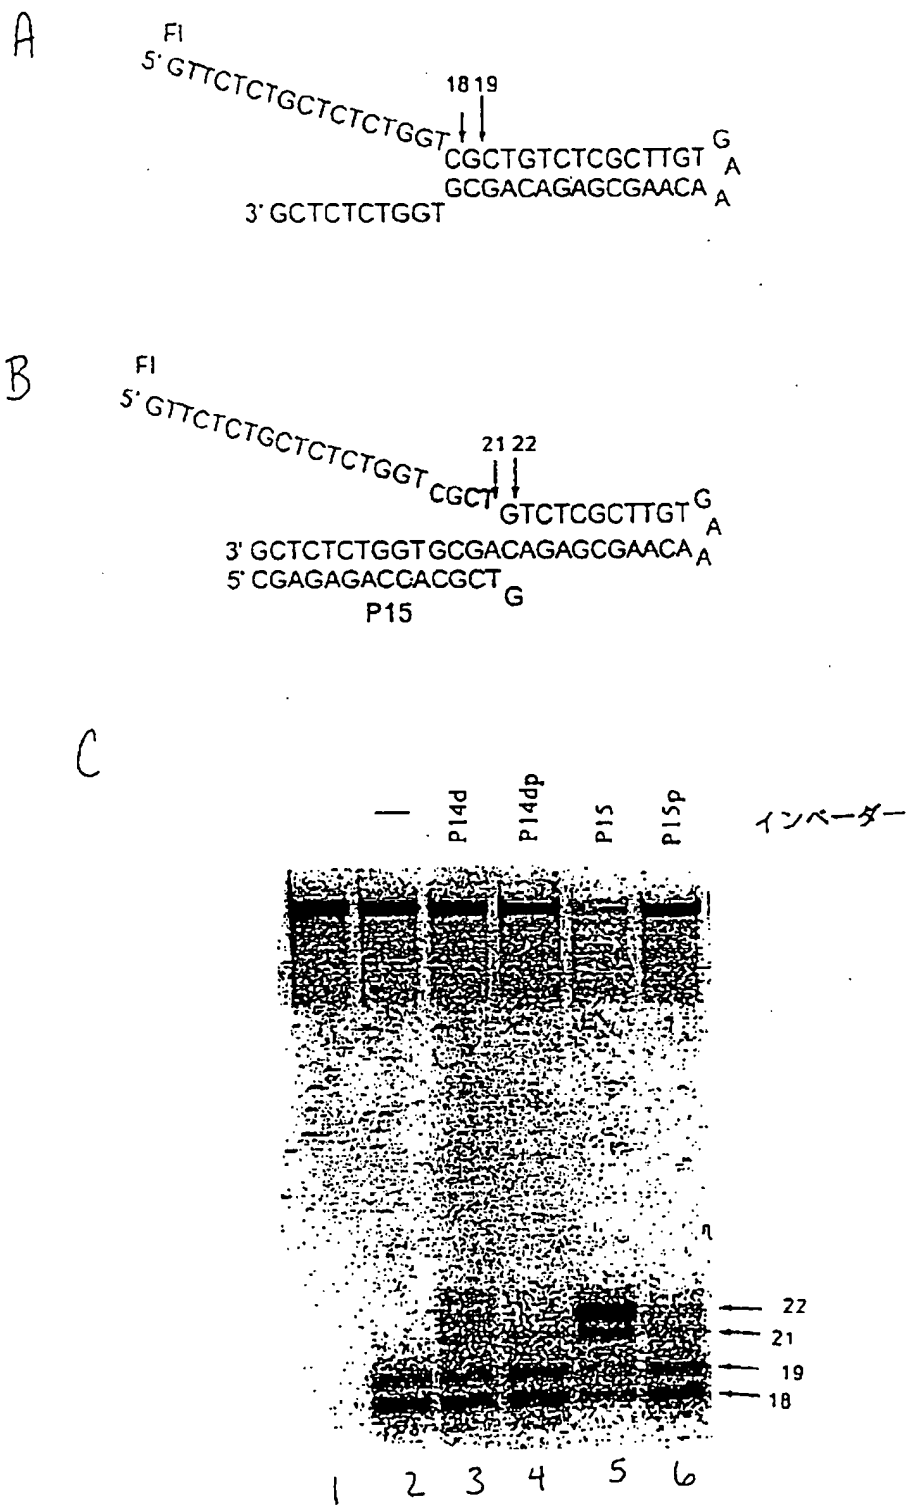 A
Fl
5' GTTCTCTGCTCTCTGGT
18 19
CGCTGTCTCGCTTGT
G
A
A
GCGACAGAGCGAACA
3' GCTCTCTGGT
B
Fl
5' GTTCTCTGCTCTCTGGT
CGCT
21 22
GTCTCGCTTGT
G
A
A
3' GCTCTCTGGTGCGACAGAGCGAACA
5' CGAGAGACCACGCT
G
P15
C
— P14d P14dp P15 P15p インベーダー
22
21
19
18
1 2 3 4 5 6